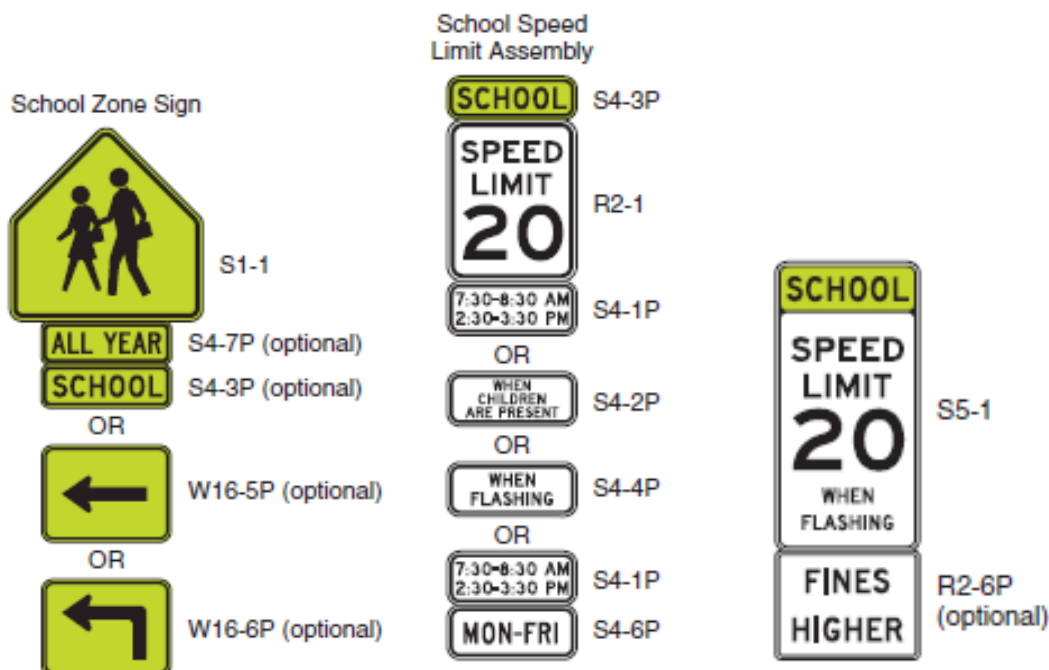 School Zone Sign
S1-1
ALL YEAR
S4-7P (optional)
SCHOOL
S4-3P (optional)
OR
W16-5P (optional)
OR
W16-6P (optional)
School Speed
Limit Assembly
SCHOOL
S4-3P
SPEED
LIMIT
20
R2-1
7:30-8:30 AM
2:30-3:30 PM
S4-1P
OR
WHEN
CHILDREN
ARE PRESENT
S4-2P
OR
WHEN
FLASHING
S4-4P
OR
7:30-8:30 AM
2:30-3:30 PM
S4-1P
MON-FRI
S4-6P
SCHOOL
SPEED
LIMIT
20
WHEN
FLASHING
S5-1
FINES
HIGHER
R2-6P
(optional)